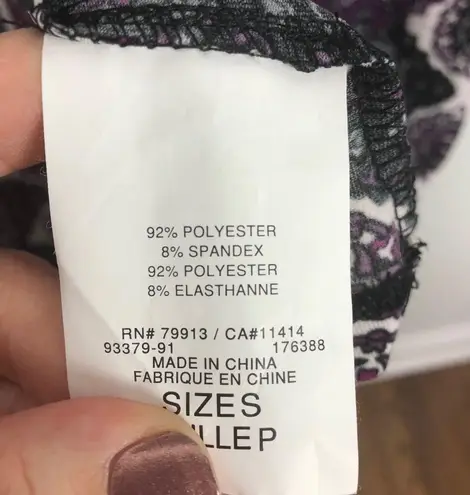 92% POLYESTER
8% SPANDEX
92% POLYESTER
8% ELASTHANNE
RN# 79913 / CA#11414
93379-91 176388
MADE IN CHINA
FABRIQUE EN CHINE
SIZES
P